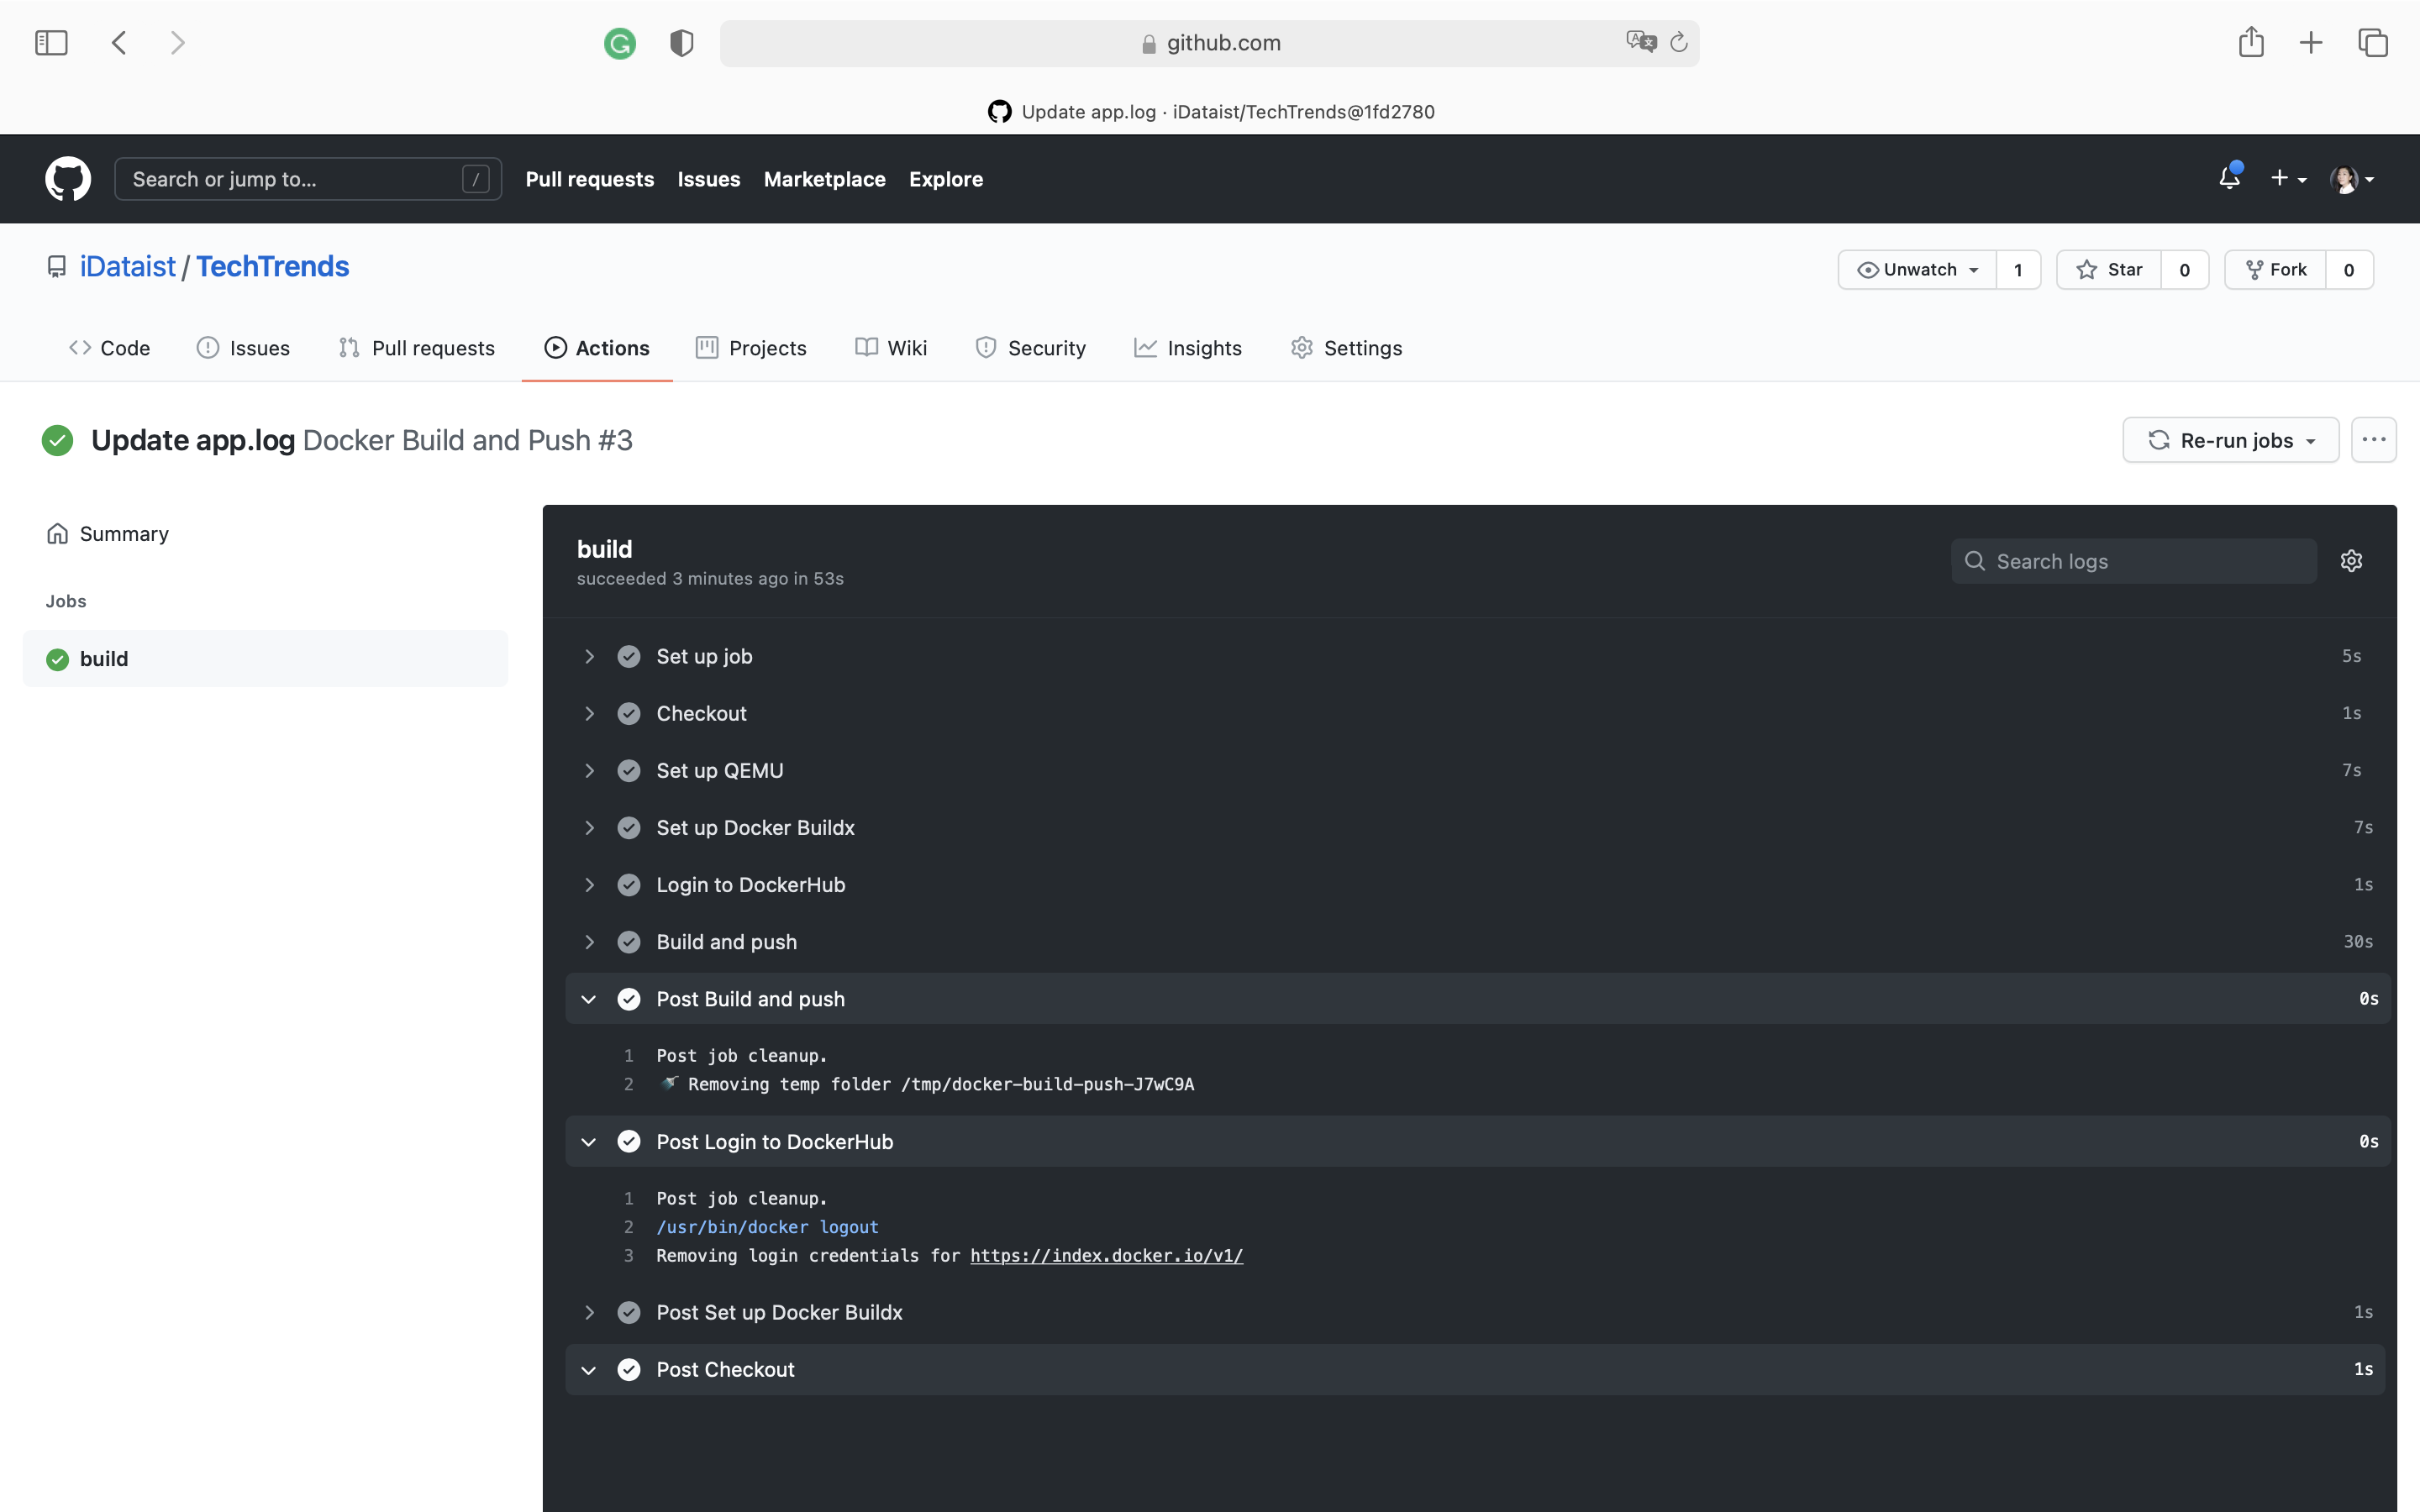 github.com
Update app.log · iDataist/TechTrends@1fd2780
Search or jump to... /
Pull requests Issues Marketplace Explore
iDataist / TechTrends
Unwatch 1 Star 0 Fork 0
Code Issues Pull requests Actions Projects Wiki Security Insights Settings
Update app.log Docker Build and Push #3
Re-run jobs
Summary
Jobs
build
build
succeeded 3 minutes ago in 53s
Search logs
Set up job 5s
Checkout 1s
Set up QEMU 7s
Set up Docker Buildx 7s
Login to DockerHub 1s
Build and push 30s
Post Build and push 0s
1 Post job cleanup.
2 🚿 Removing temp folder /tmp/docker-build-push-J7wC9A
Post Login to DockerHub 0s
1 Post job cleanup.
2 /usr/bin/docker logout
3 Removing login credentials for https://index.docker.io/v1/
Post Set up Docker Buildx 1s
Post Checkout 1s